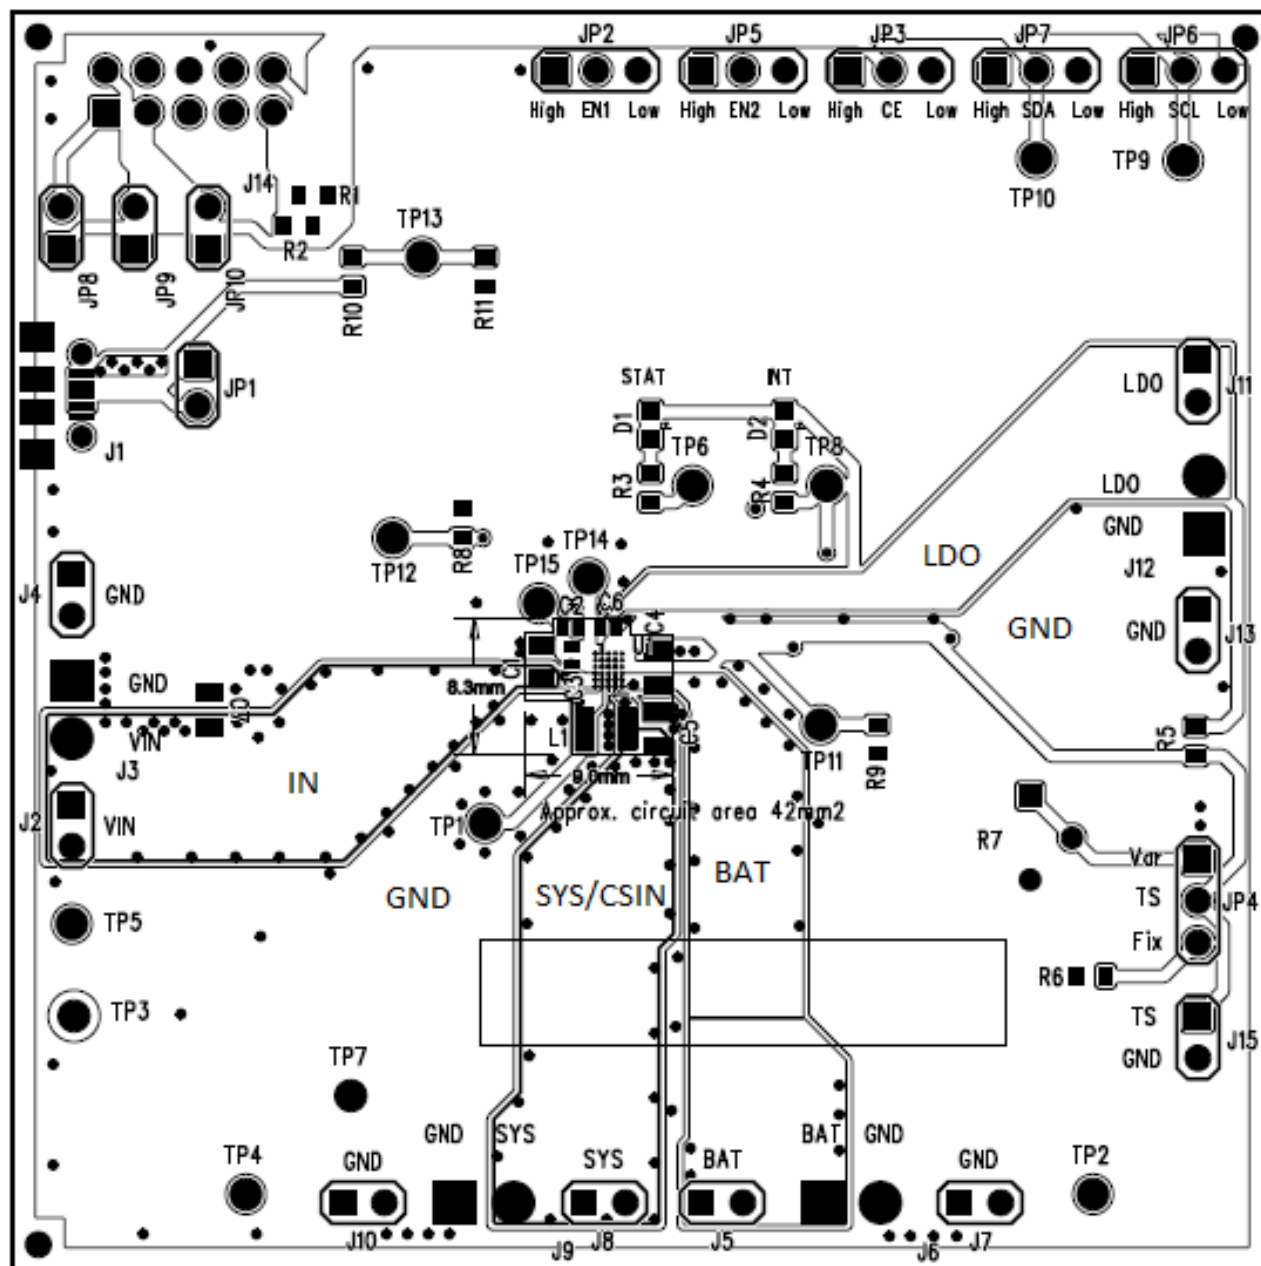 JP2 JP5 JP3 JP7 JP6
High EN1 Low High EN2 Low High CE Low High SDA Low High SCL Low
TP10 TP9
J14 R1
R2 TP13
JP8 JP9 JP10 R10 R11
JP1
J1
STAT INT
D1 D2
TP6 TP8
R3 R4
LDO J11
LDO
GND
J12
TP12 R8 TP15 TP14
LDO
J4 GND
C2 C6
C1 C4
GND GND J13
GND
C3
8.3mm
VIN
J3
L1 C5
TP11 R9 R5
IN
9.0mm
J2 VIN TP1 Approx. circuit area 42mm2
R7
Var
GND SYS/CSIN BAT
TS JP4
TP5
Fix
R6
TP3 TS
J15
GND
TP7
GND SYS BAT GND
TP4 GND SYS BAT GND TP2
J10 J9 J8 J5 J6 J7